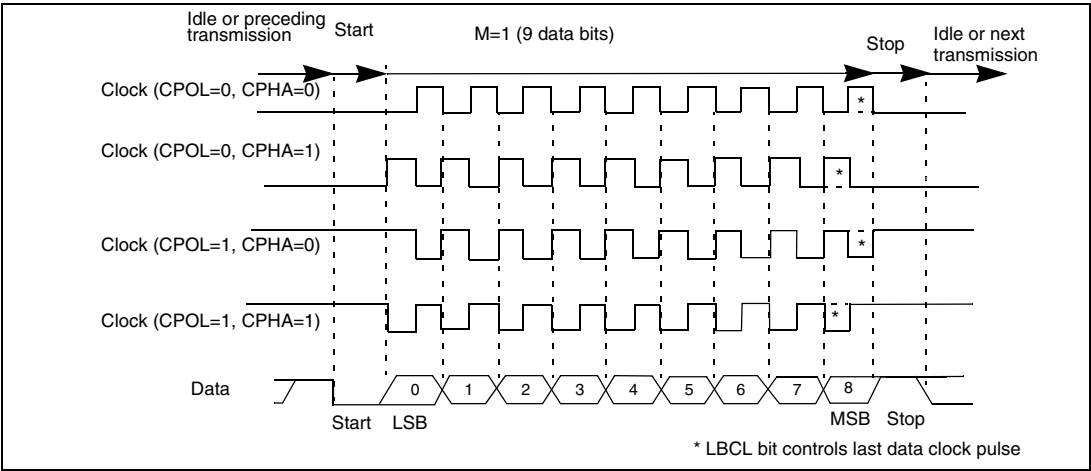 Idle or preceding
transmission
Start
M=1 (9 data bits)
Stop
Idle or next
transmission
Clock (CPOL=0, CPHA=0)
*
Clock (CPOL=0, CPHA=1)
*
Clock (CPOL=1, CPHA=0)
*
Clock (CPOL=1, CPHA=1)
*
Data
0 1 2 3 4 5 6 7 8
Start LSB MSB Stop
* LBCL bit controls last data clock pulse